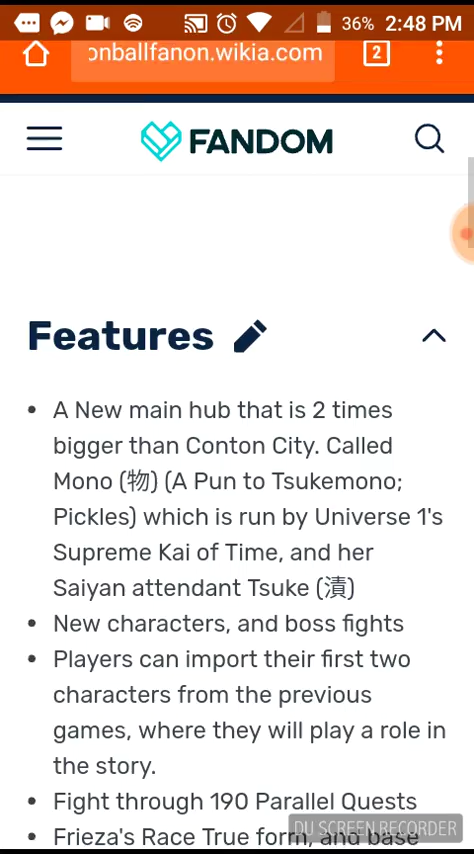 36% 2:48 PM
onballfanon.wikia.com 2
FANDOM
Features
• A New main hub that is 2 times
bigger than Conton City. Called
Mono (物) (A Pun to Tsukemono;
Pickles) which is run by Universe 1's
Supreme Kai of Time, and her
Saiyan attendant Tsuke (漬)
• New characters, and boss fights
• Players can import their first two
characters from the previous
games, where they will play a role in
the story.
• Fight through 190 Parallel Quests
• Frieza's Race True form, and base
DU SCREEN RECORDER